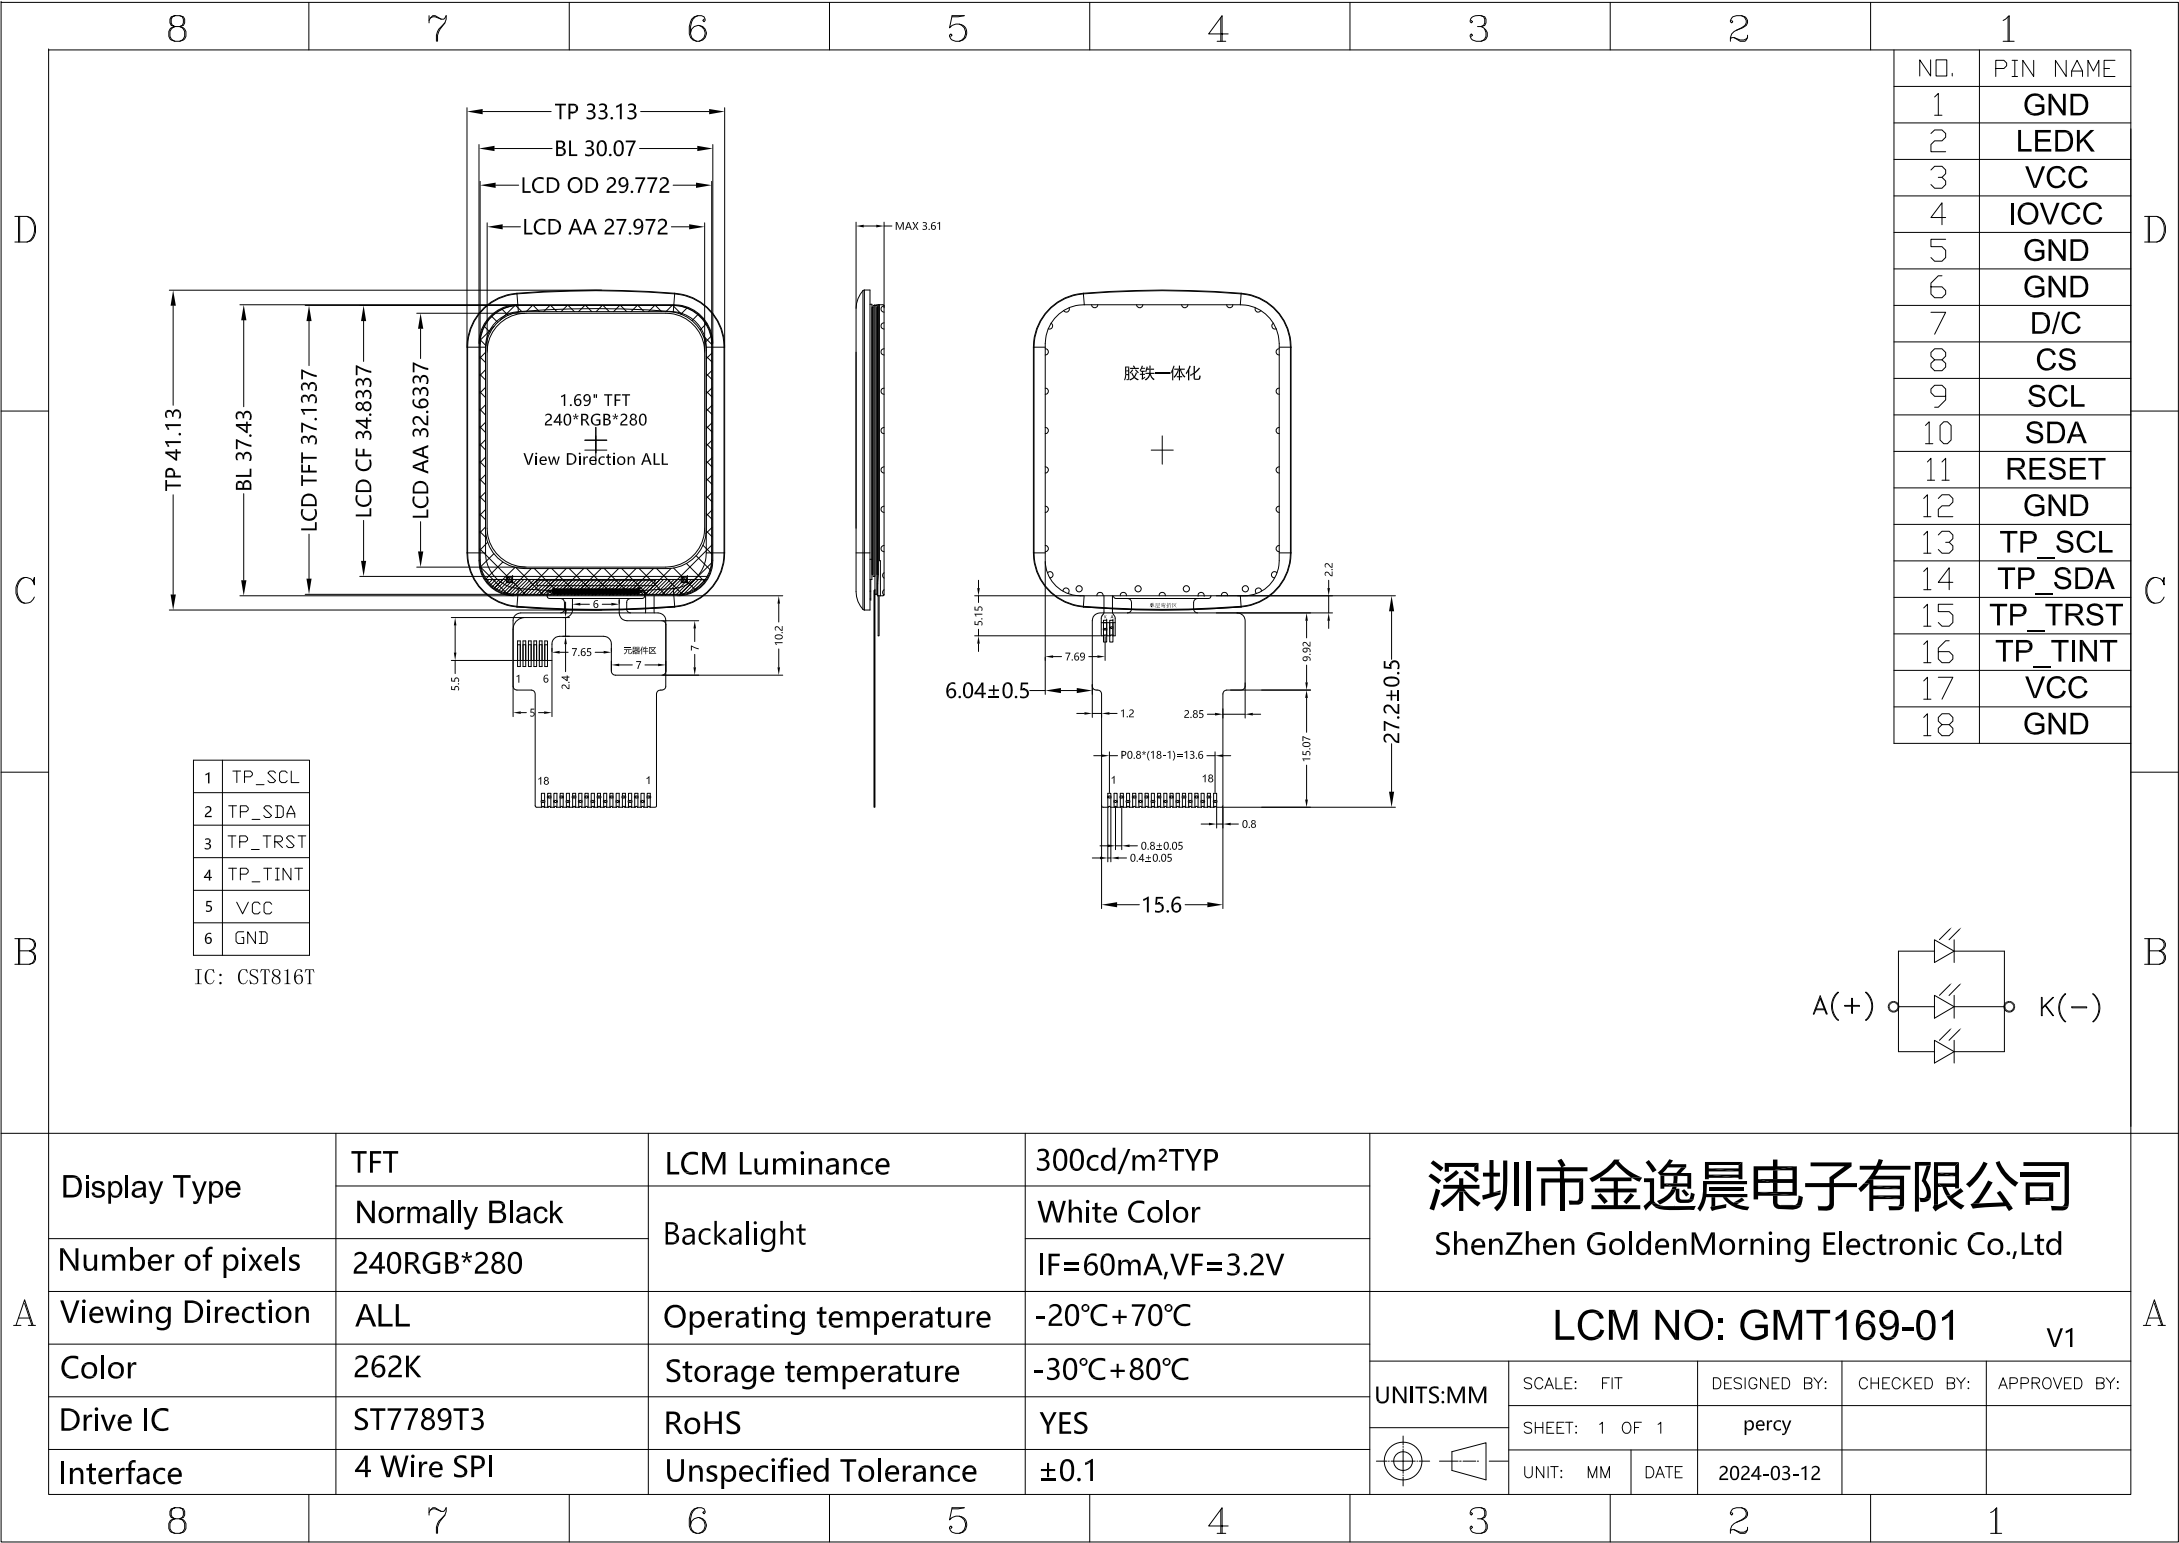 8 7 6 5 4 3 2 1
D
C
B
A
D
C
B
A
NO. PIN NAME
1 GND
2 LEDK
3 VCC
4 IOVCC
5 GND
6 GND
7 D/C
8 CS
9 SCL
10 SDA
11 RESET
12 GND
13 TP_SCL
14 TP_SDA
15 TP_TRST
16 TP_TINT
17 VCC
18 GND
TP 33.13
BL 30.07
LCD OD 29.772
LCD AA 27.972
TP 41.13
BL 37.43
LCD TFT 37.1337
LCD CF 34.8337
LCD AA 32.6337
1.69" TFT
240*RGB*280
View Direction ALL
6
7.65
元器件区
7
7
10.2
5.5
1 6
2.4
5
18 1
MAX 3.61
胶铁一体化
2.2
5.15
7.69
9.92
6.04±0.5
27.2±0.5
1.2
2.85
15.07
P0.8*(18-1)=13.6
1 18
0.8
0.8±0.05
0.4±0.05
15.6
1 TP_SCL
2 TP_SDA
3 TP_TRST
4 TP_TINT
5 VCC
6 GND
IC: CST816T
A(+) K(-)
Display Type
TFT
Normally Black
Number of pixels 240RGB*280
Viewing Direction ALL
Color 262K
Drive IC ST7789T3
Interface 4 Wire SPI
LCM Luminance 300cd/m²TYP
Backalight
White Color
IF=60mA,VF=3.2V
Operating temperature -20℃+70℃
Storage temperature -30℃+80℃
RoHS YES
Unspecified Tolerance ±0.1
深圳市金逸晨电子有限公司
ShenZhen GoldenMorning Electronic Co.,Ltd
LCM NO: GMT169-01 V1
UNITS:MM
SCALE: FIT DESIGNED BY: CHECKED BY: APPROVED BY:
SHEET: 1 OF 1 percy
UNIT: MM DATE 2024-03-12
8 7 6 5 4 3 2 1